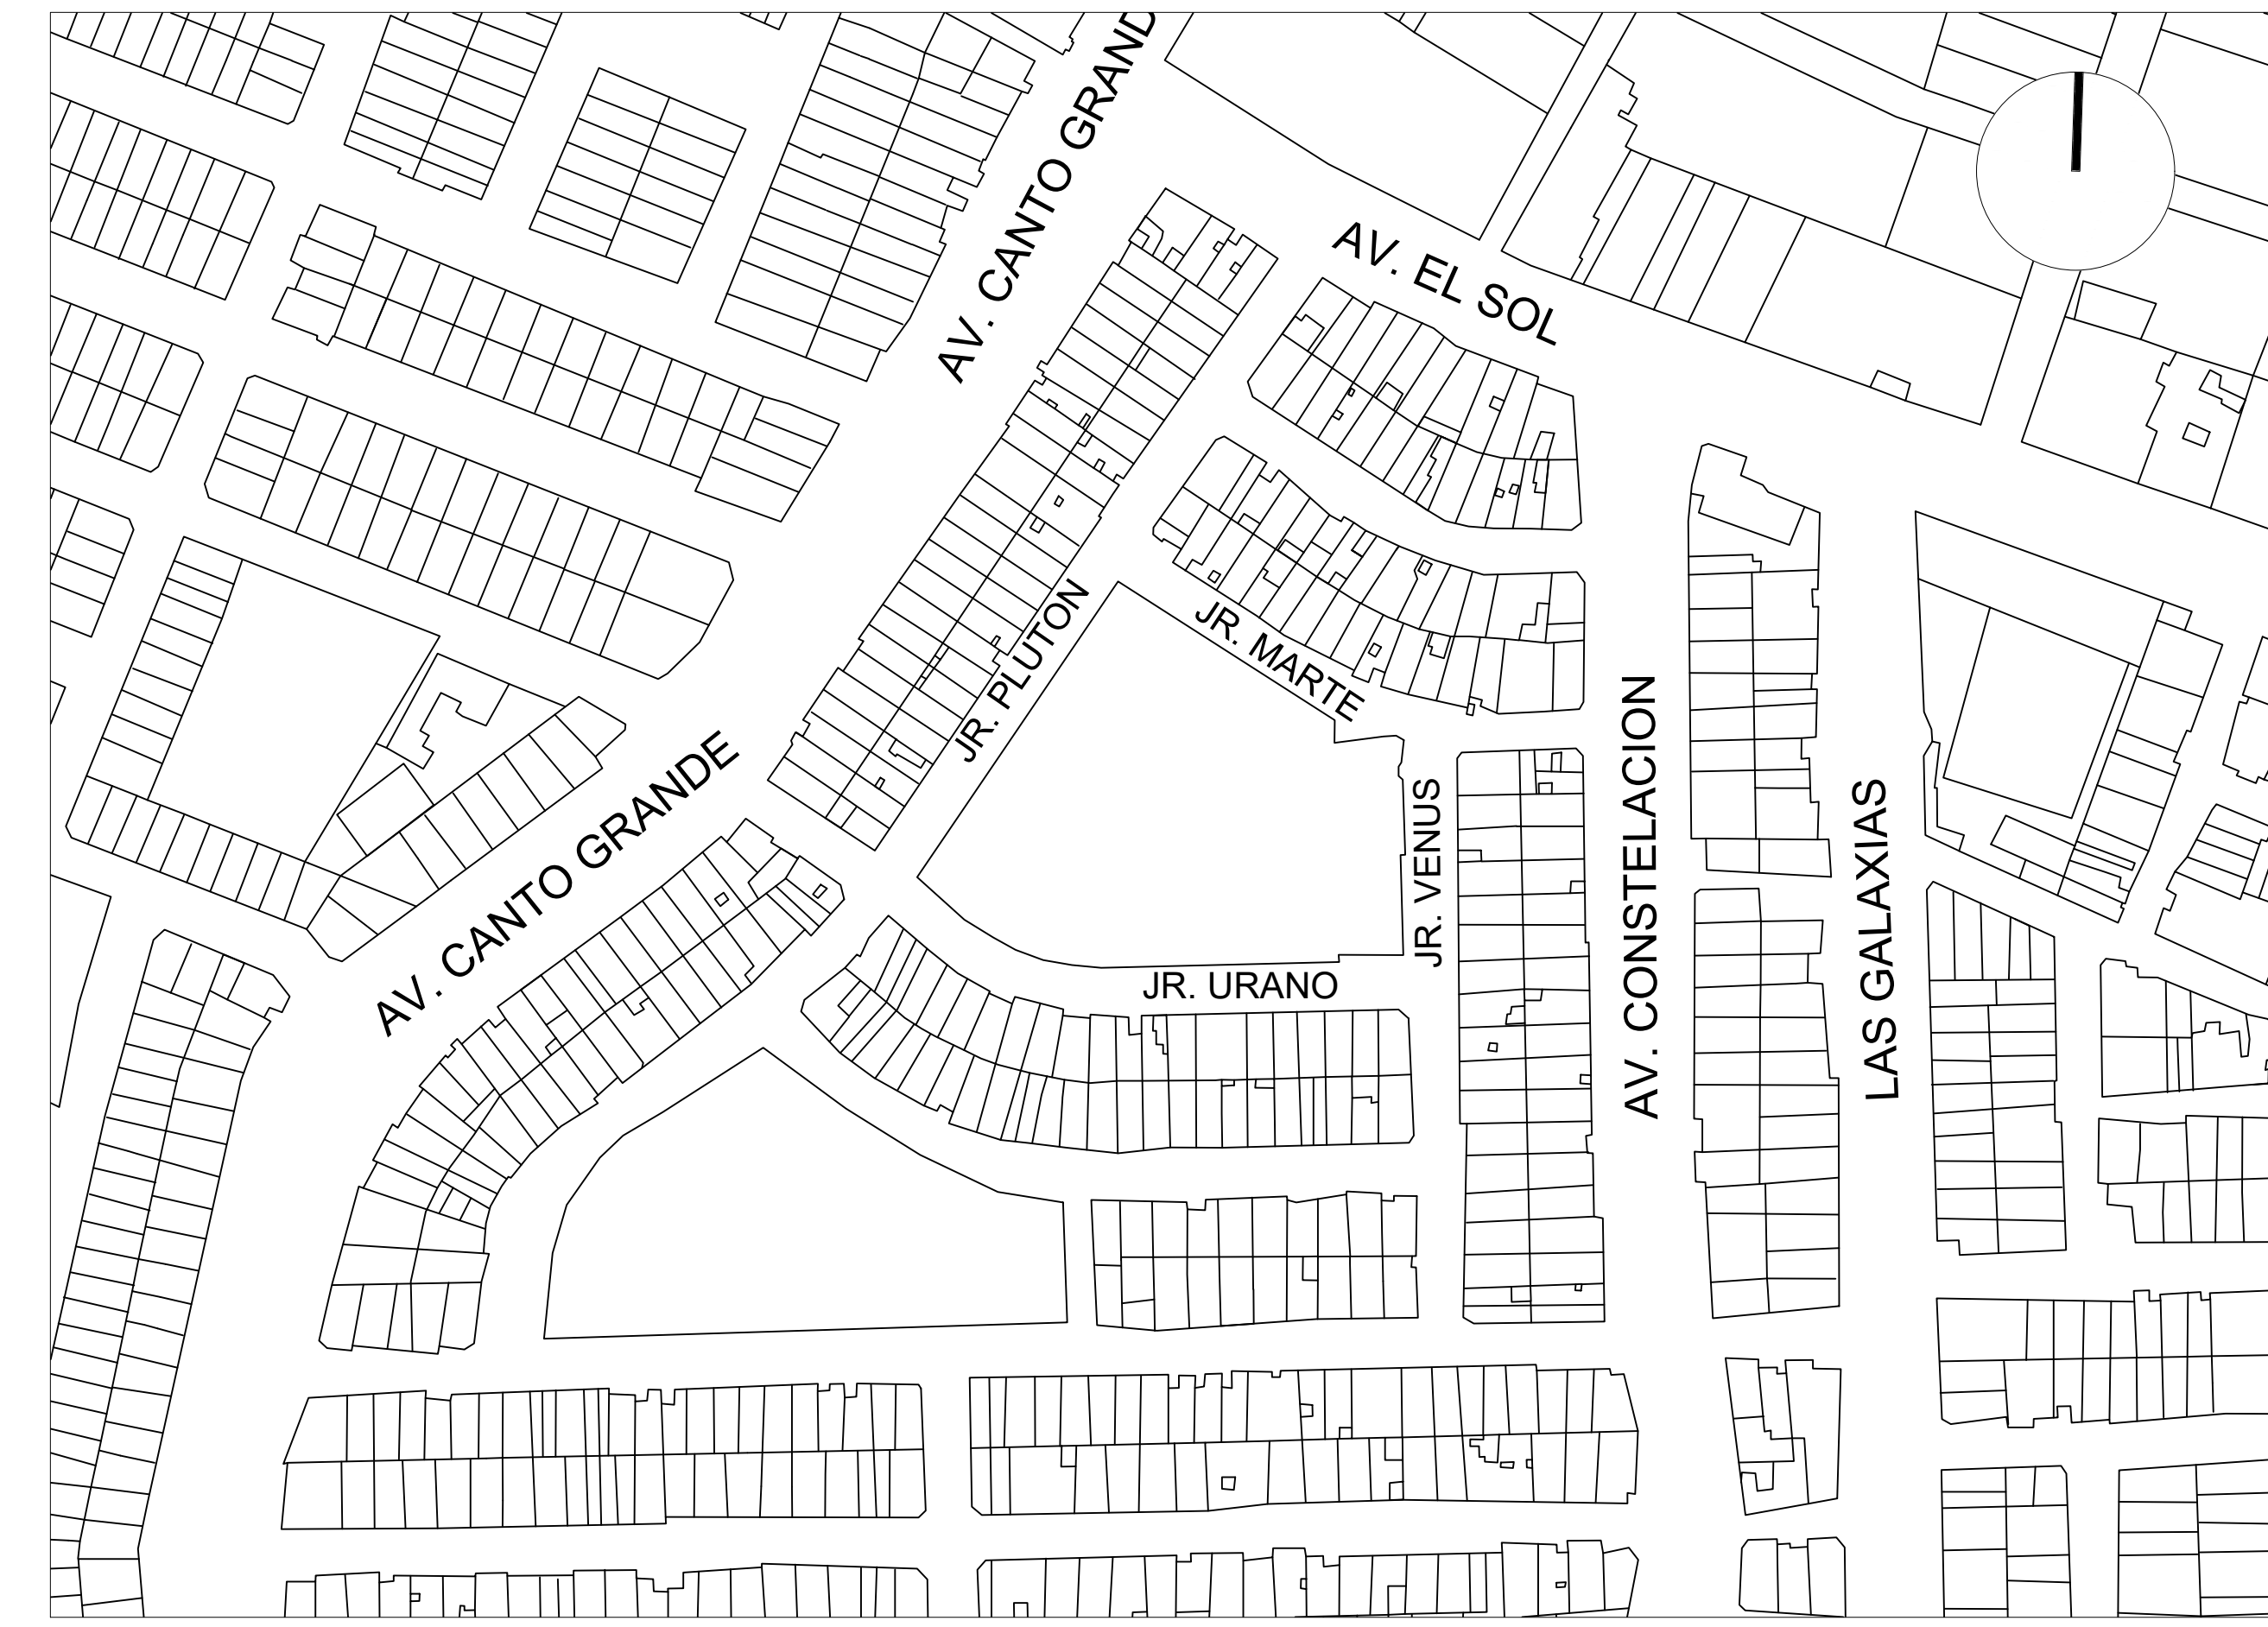 AV. CANTO GRAND
AV. EL SOL
JR. PLUTON
JR. MARTE
AV. CANTO GRANDE
JR. VENUS
AV. CONSTELACION
LAS GALAXIAS
JR. URANO